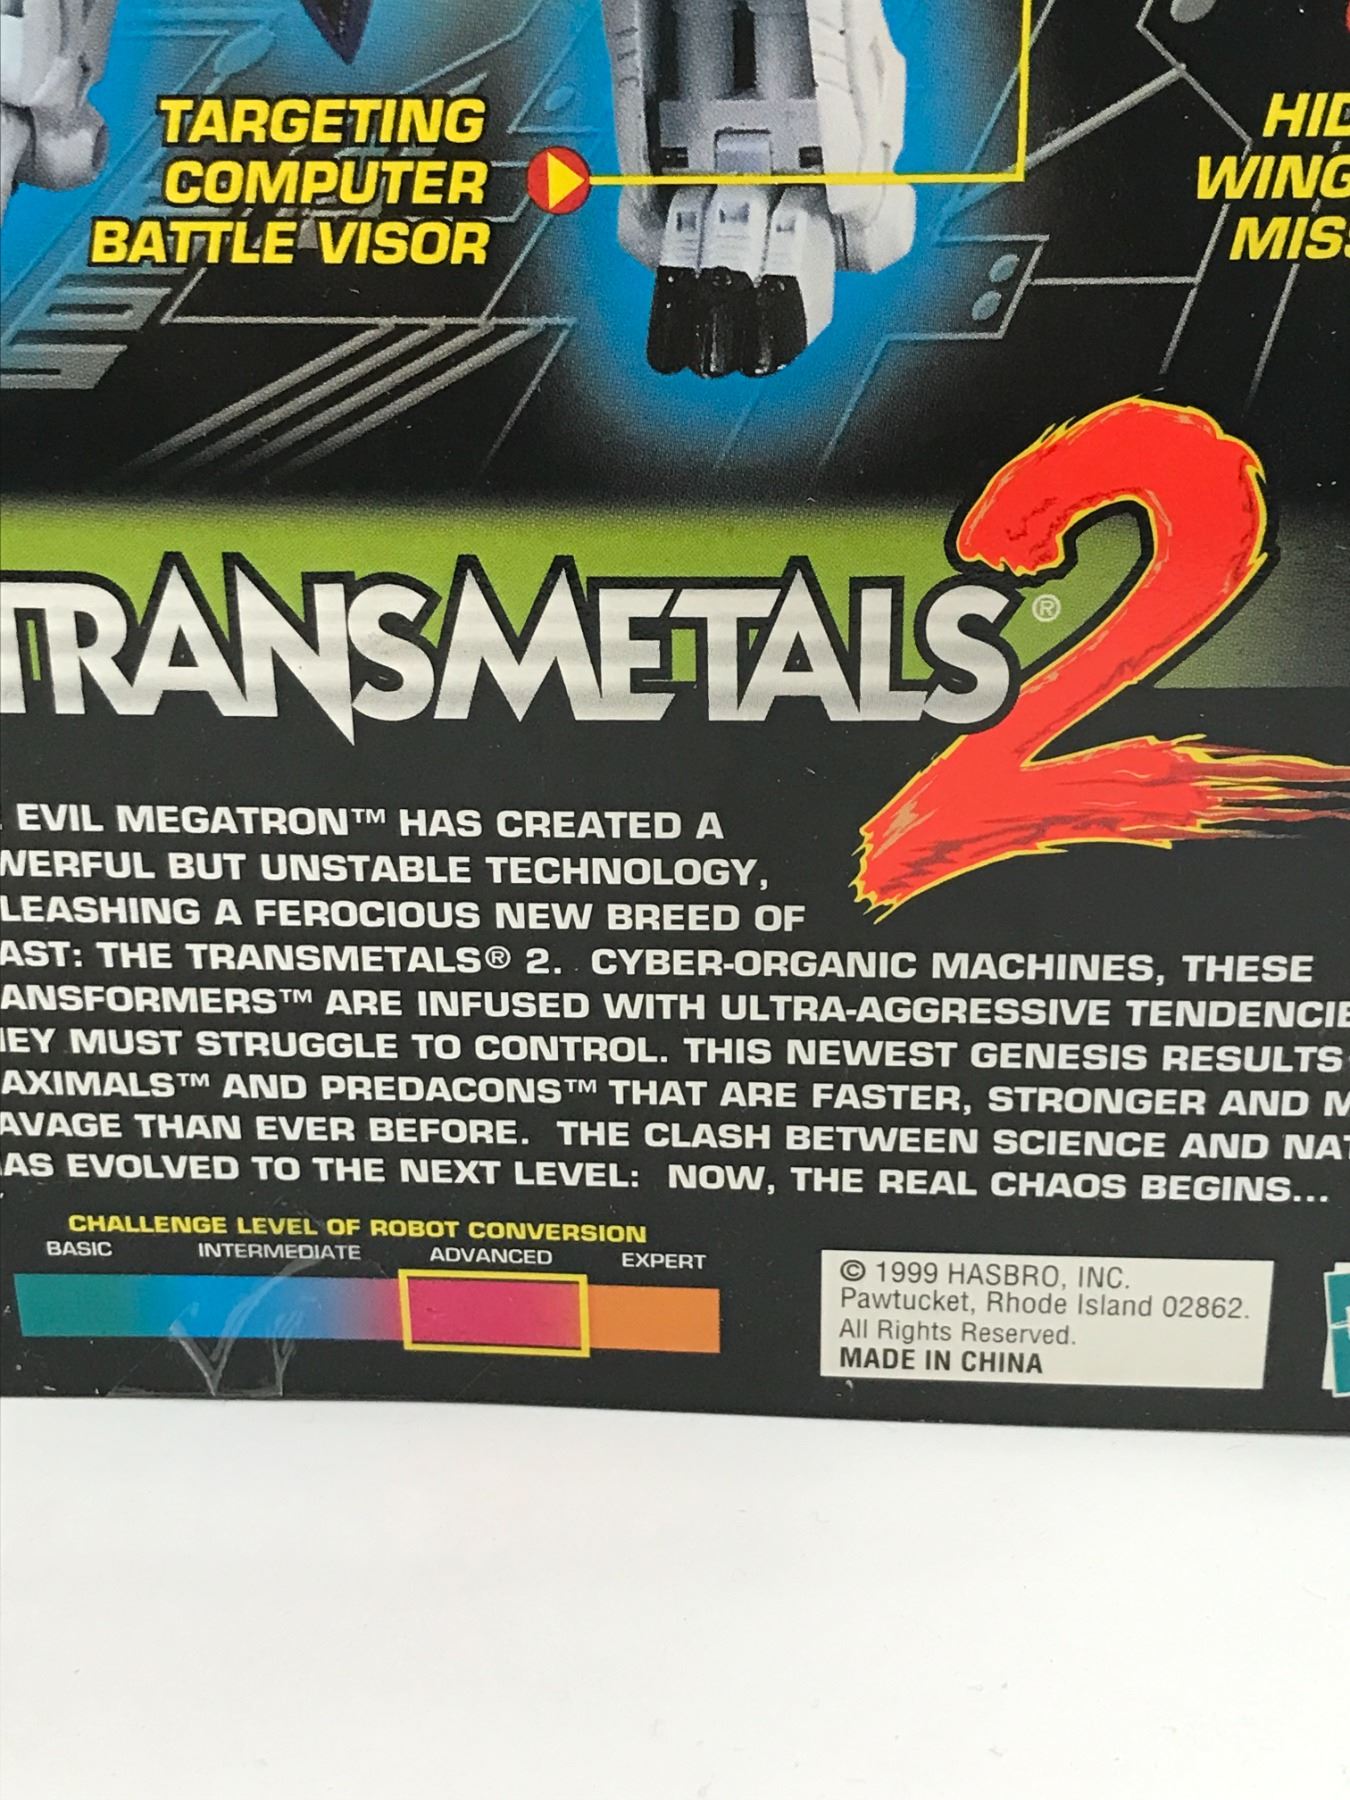 TARGETING
COMPUTER
BATTLE VISOR
HID
WING
MISS
TRANSMETALS® 2
EVIL MEGATRON™ HAS CREATED A
WERFUL BUT UNSTABLE TECHNOLOGY,
LEASHING A FEROCIOUS NEW BREED OF
AST: THE TRANSMETALS® 2. CYBER-ORGANIC MACHINES, THESE
ANSFORMERS™ ARE INFUSED WITH ULTRA-AGGRESSIVE TENDENCIE
EY MUST STRUGGLE TO CONTROL. THIS NEWEST GENESIS RESULTS
AXIMALS™ AND PREDACONS™ THAT ARE FASTER, STRONGER AND M
AVAGE THAN EVER BEFORE. THE CLASH BETWEEN SCIENCE AND NAT
AS EVOLVED TO THE NEXT LEVEL: NOW, THE REAL CHAOS BEGINS...
CHALLENGE LEVEL OF ROBOT CONVERSION
BASIC INTERMEDIATE ADVANCED EXPERT
© 1999 HASBRO, INC.
Pawtucket, Rhode Island 02862.
All Rights Reserved.
MADE IN CHINA